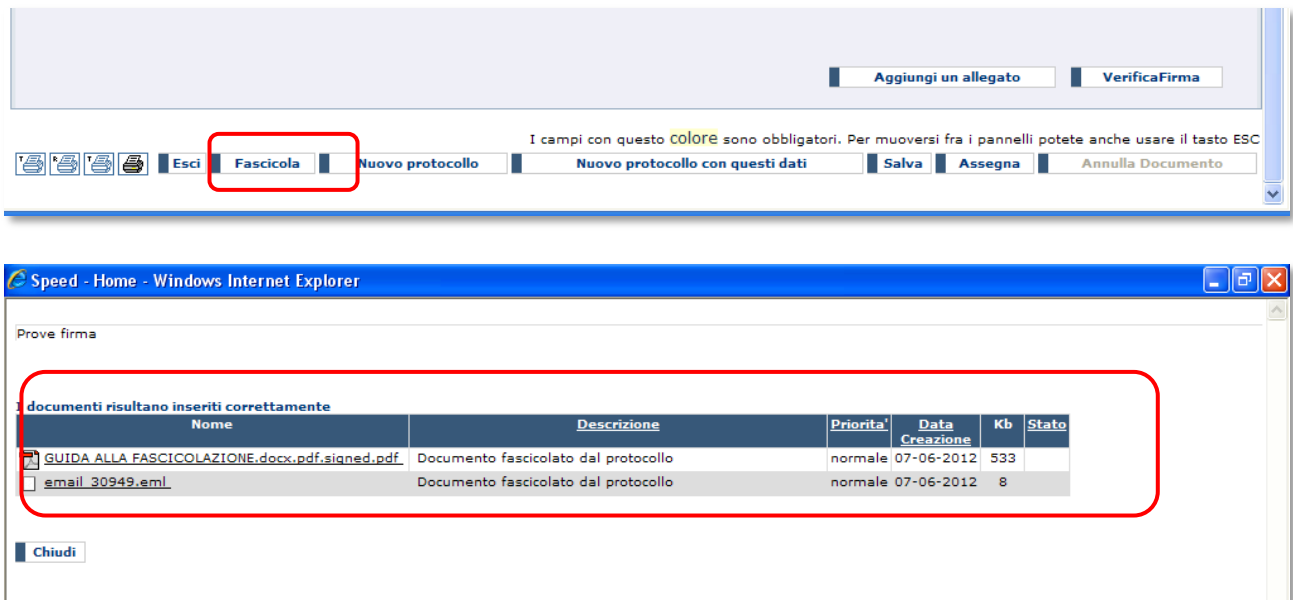 Aggiungi un allegato VerificaFirma
I campi con questo colore sono obbligatori. Per muoversi fra i pannelli potete anche usare il tasto ESC
Esci Fascicola Nuovo protocollo Nuovo protocollo con questi dati Salva Assegna Annulla Documento
Speed - Home - Windows Internet Explorer
Prove firma
I documenti risultano inseriti correttamente
Nome Descrizione Priorita' Data Creazione Kb Stato
GUIDA ALLA FASCICOLAZIONE.docx.pdf.signed.pdf Documento fascicolato dal protocollo normale 07-06-2012 533
email_30949.eml Documento fascicolato dal protocollo normale 07-06-2012 8
Chiudi